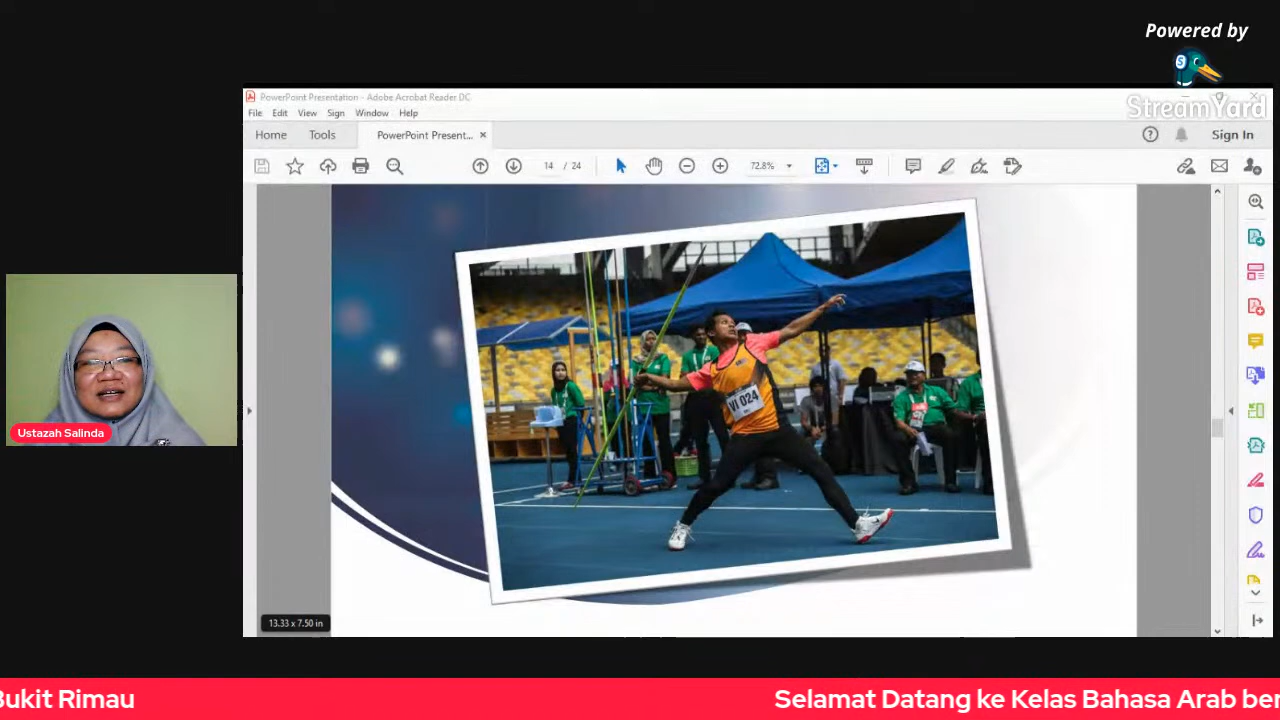 Powered by
StreamYard
PowerPoint Presentation - Adobe Acrobat Reader DC
File Edit View Sign Window Help
Home Tools PowerPoint Present... Sign In
14 / 24 72.8%
VI 024
Ustazah Salinda
13.33 x 7.50 in
Bukit Rimau Selamat Datang ke Kelas Bahasa Arab ber